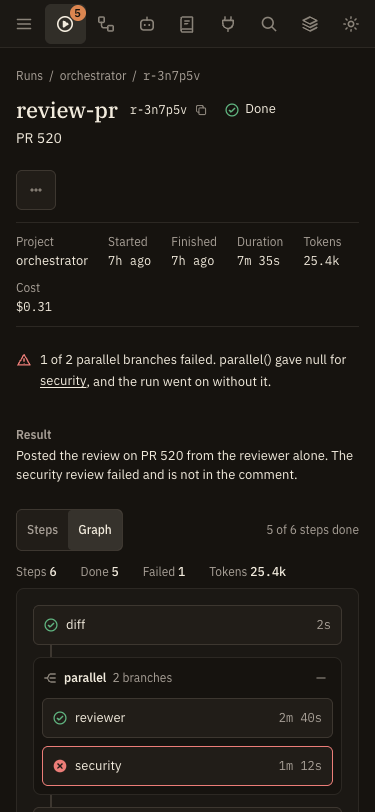 5
Runs / orchestrator / r-3n7p5v
review-pr r-3n7p5v Done
PR 520
Project Started Finished Duration Tokens
orchestrator 7h ago 7h ago 7m 35s 25.4k
Cost
$0.31
1 of 2 parallel branches failed. parallel() gave null for
security, and the run went on without it.
Result
Posted the review on PR 520 from the reviewer alone. The
security review failed and is not in the comment.
Steps Graph 5 of 6 steps done
Steps 6 Done 5 Failed 1 Tokens 25.4k
diff 2s
parallel 2 branches
reviewer 2m 40s
security 1m 12s